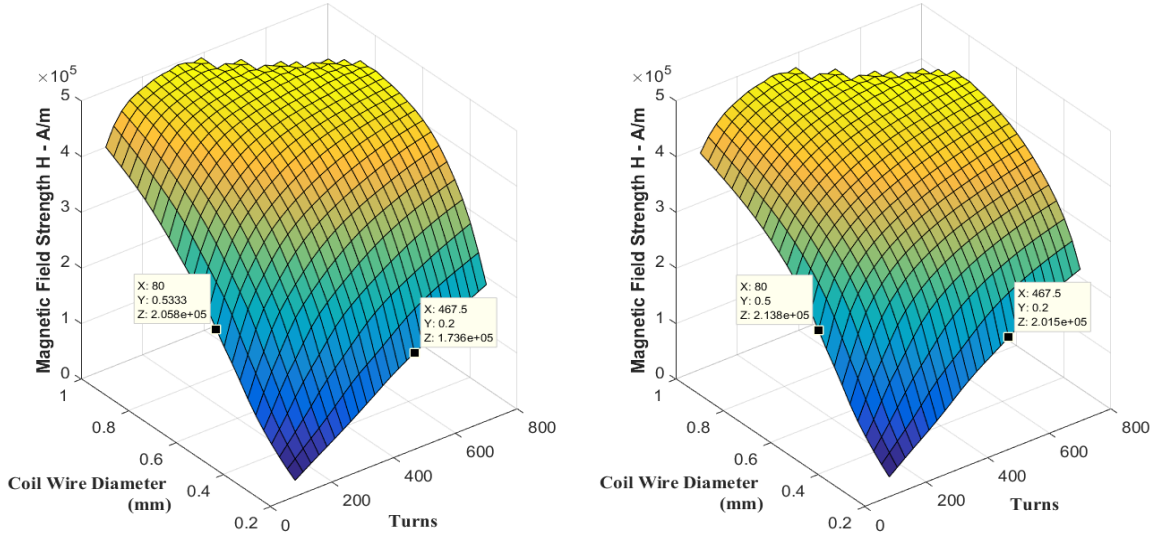 ×10⁵
5
4
3
2
1
0
Magnetic Field Strength H - A/m
1
0.8
0.6
0.4
0.2
Coil Wire Diameter
(mm)
0
200
400
600
800
Turns
X: 80
Y: 0.5333
Z: 2.058e+05
X: 467.5
Y: 0.2
Z: 1.736e+05
×10⁵
5
4
3
2
1
0
Magnetic Field Strength H - A/m
1
0.8
0.6
0.4
0.2
Coil Wire Diameter
(mm)
0
200
400
600
800
Turns
X: 80
Y: 0.5
Z: 2.138e+05
X: 467.5
Y: 0.2
Z: 2.015e+05